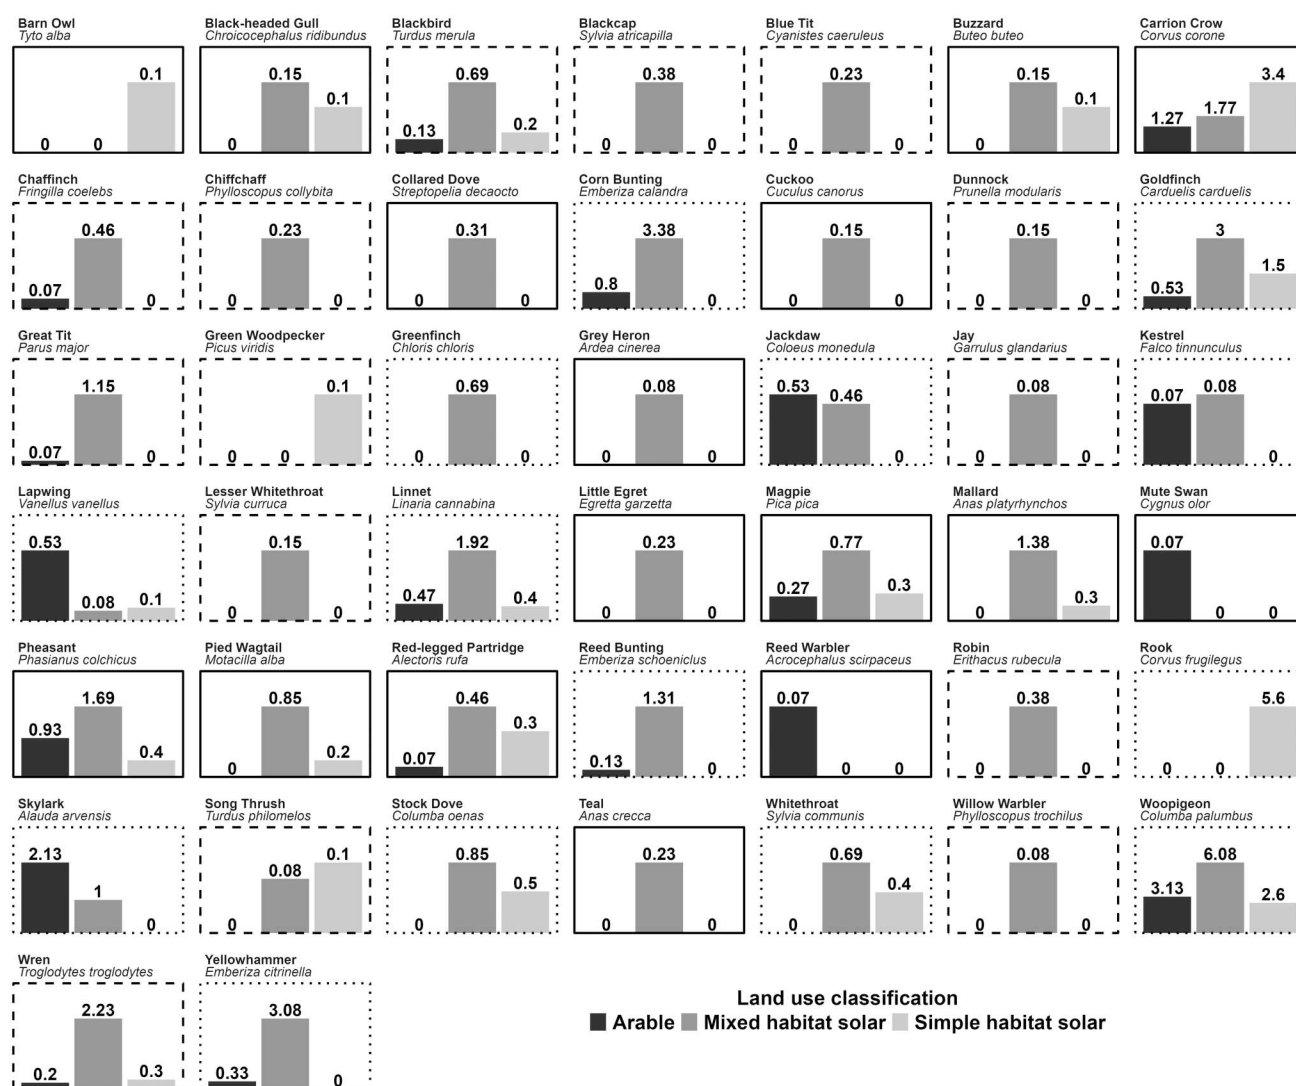 Barn Owl
Tyto alba
0 0 0.1
Black-headed Gull
Chroicocephalus ridibundus
0 0.15 0.1
Blackbird
Turdus merula
0.13 0.69 0.2
Blackcap
Sylvia atricapilla
0 0.38 0
Blue Tit
Cyanistes caeruleus
0 0.23 0
Buzzard
Buteo buteo
0 0.15 0.1
Carrion Crow
Corvus corone
1.27 1.77 3.4
Chaffinch
Fringilla coelebs
0.07 0.46 0
Chiffchaff
Phylloscopus collybita
0 0.23 0
Collared Dove
Streptopelia decaocto
0 0.31 0
Corn Bunting
Emberiza calandra
0.8 3.38 0
Cuckoo
Cuculus canorus
0 0.15 0
Dunnock
Prunella modularis
0 0.15 0
Goldfinch
Carduelis carduelis
0.53 3 1.5
Great Tit
Parus major
0.07 1.15 0
Green Woodpecker
Picus viridis
0 0 0.1
Greenfinch
Chloris chloris
0 0.69 0
Grey Heron
Ardea cinerea
0 0.08 0
Jackdaw
Coloeus monedula
0.53 0.46 0
Jay
Garrulus glandarius
0 0.08 0
Kestrel
Falco tinnunculus
0.07 0.08 0
Lapwing
Vanellus vanellus
0.53 0.08 0.1
Lesser Whitethroat
Sylvia curruca
0 0.15 0
Linnet
Linaria cannabina
0.47 1.92 0.4
Little Egret
Egretta garzetta
0 0.23 0
Magpie
Pica pica
0.27 0.77 0.3
Mallard
Anas platyrhynchos
0 1.38 0.3
Mute Swan
Cygnus olor
0.07 0 0
Pheasant
Phasianus colchicus
0.93 1.69 0.4
Pied Wagtail
Motacilla alba
0 0.85 0.2
Red-legged Partridge
Alectoris rufa
0.07 0.46 0.3
Reed Bunting
Emberiza schoeniclus
0.13 1.31 0
Reed Warbler
Acrocephalus scirpaceus
0.07 0 0
Robin
Erithacus rubecula
0 0.38 0
Rook
Corvus frugilegus
0 0 5.6
Skylark
Alauda arvensis
2.13 1 0
Song Thrush
Turdus philomelos
0 0.08 0.1
Stock Dove
Columba oenas
0 0.85 0.5
Teal
Anas crecca
0 0.23 0
Whitethroat
Sylvia communis
0 0.69 0.4
Willow Warbler
Phylloscopus trochilus
0 0.08 0
Woopigeon
Columba palumbus
3.13 6.08 2.6
Wren
Troglodytes troglodytes
0.2 2.23 0.3
Yellowhammer
Emberiza citrinella
0.33 3.08 0
Land use classification
Arable Mixed habitat solar Simple habitat solar